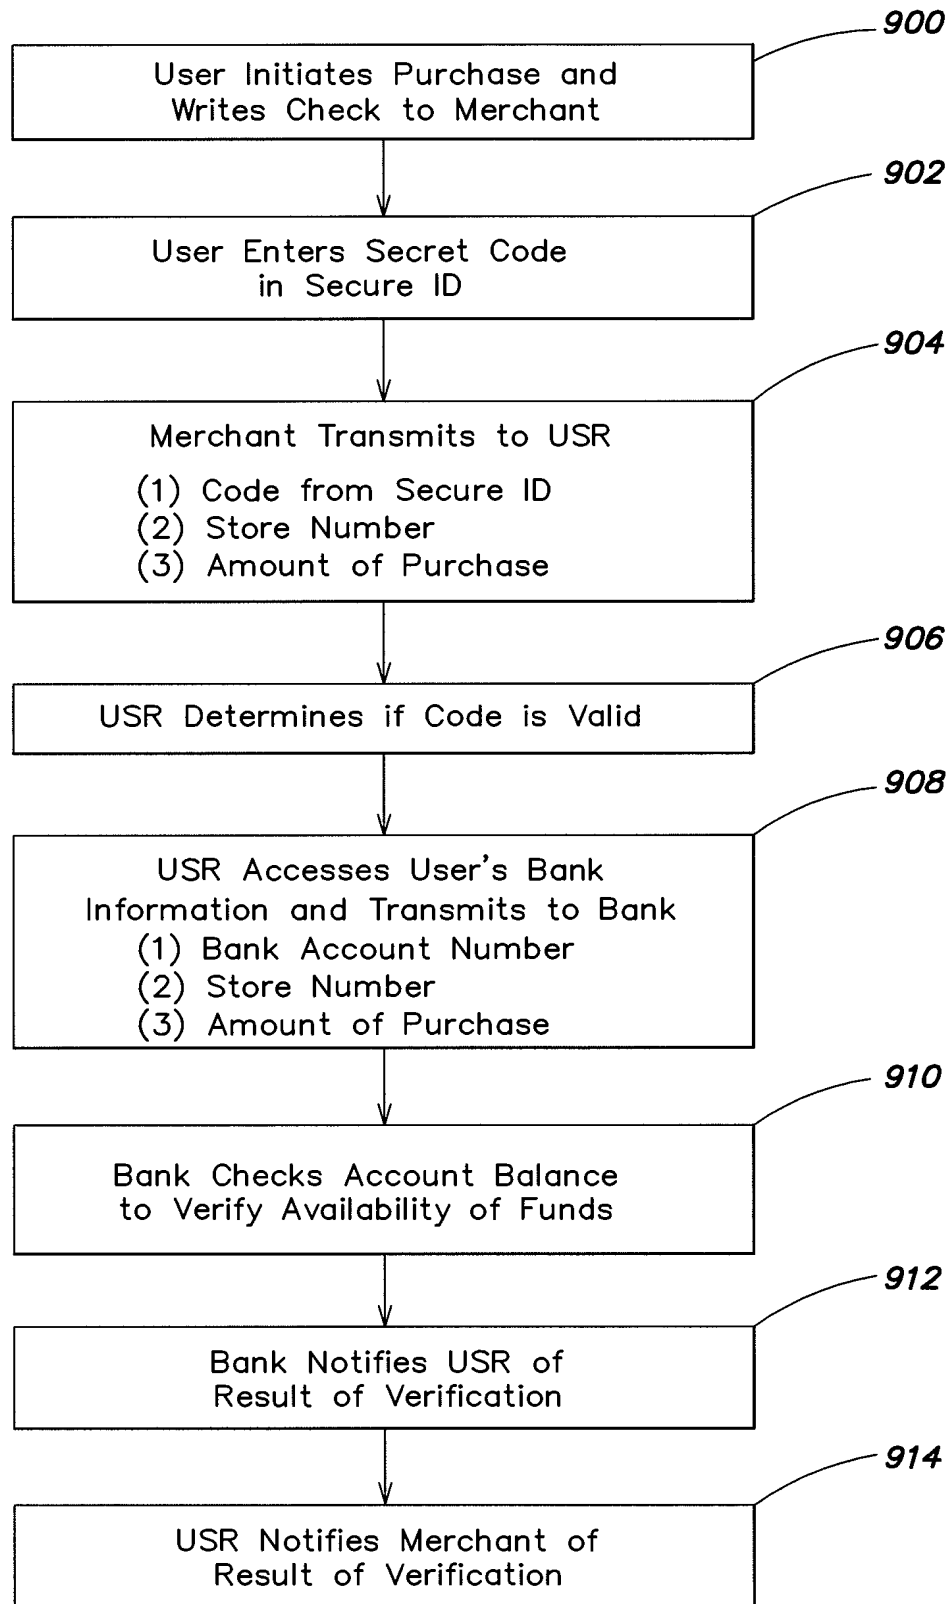 900
User Initiates Purchase and
Writes Check to Merchant
902
User Enters Secret Code
in Secure ID
904
Merchant Transmits to USR
(1) Code from Secure ID
(2) Store Number
(3) Amount of Purchase
906
USR Determines if Code is Valid
908
USR Accesses User's Bank
Information and Transmits to Bank
(1) Bank Account Number
(2) Store Number
(3) Amount of Purchase
910
Bank Checks Account Balance
to Verify Availability of Funds
912
Bank Notifies USR of
Result of Verification
914
USR Notifies Merchant of
Result of Verification